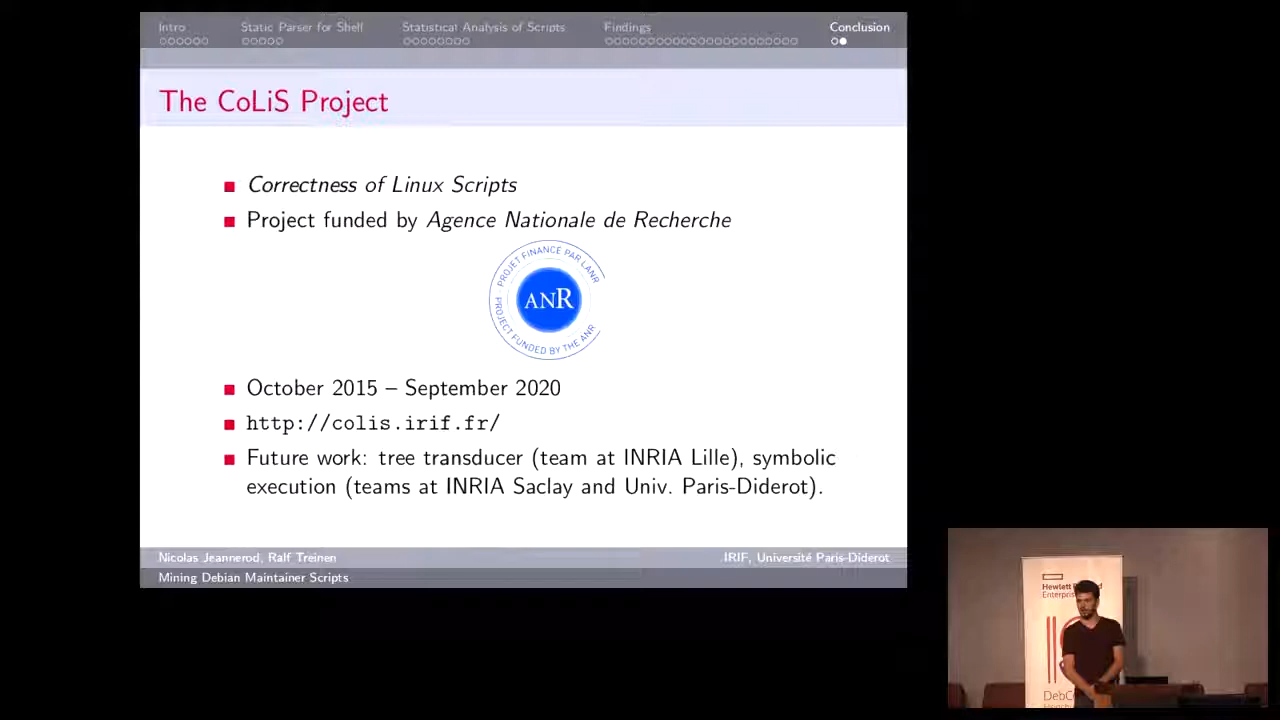 Intro
Static Parser for Shelf
Statistical Analysis of Scripts
Findings
Conclusion
The CoLiS Project
Correctness of Linux Scripts
Project funded by Agence Nationale de Recherche
PROJET FINANCE PAR L'ANR
ANR
PROJECT FUNDED BY THE ANR
October 2015 – September 2020
http://colis.irif.fr/
Future work: tree transducer (team at INRIA Lille), symbolic
execution (teams at INRIA Saclay and Univ. Paris-Diderot).
Nicolas Jeannerod, Ralf Treinen
IRIF, Université Paris-Diderot
Mining Debian Maintainer Scripts
Hewlett
Enterpris
DebC